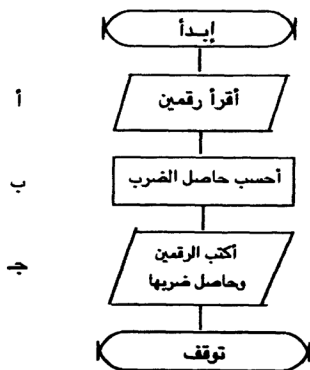 إبدأ
أ
أقرأ رقمين
ب
أحسب حاصل الضرب
جـ
أكتب الرقمين
وحاصل ضربها
توقف